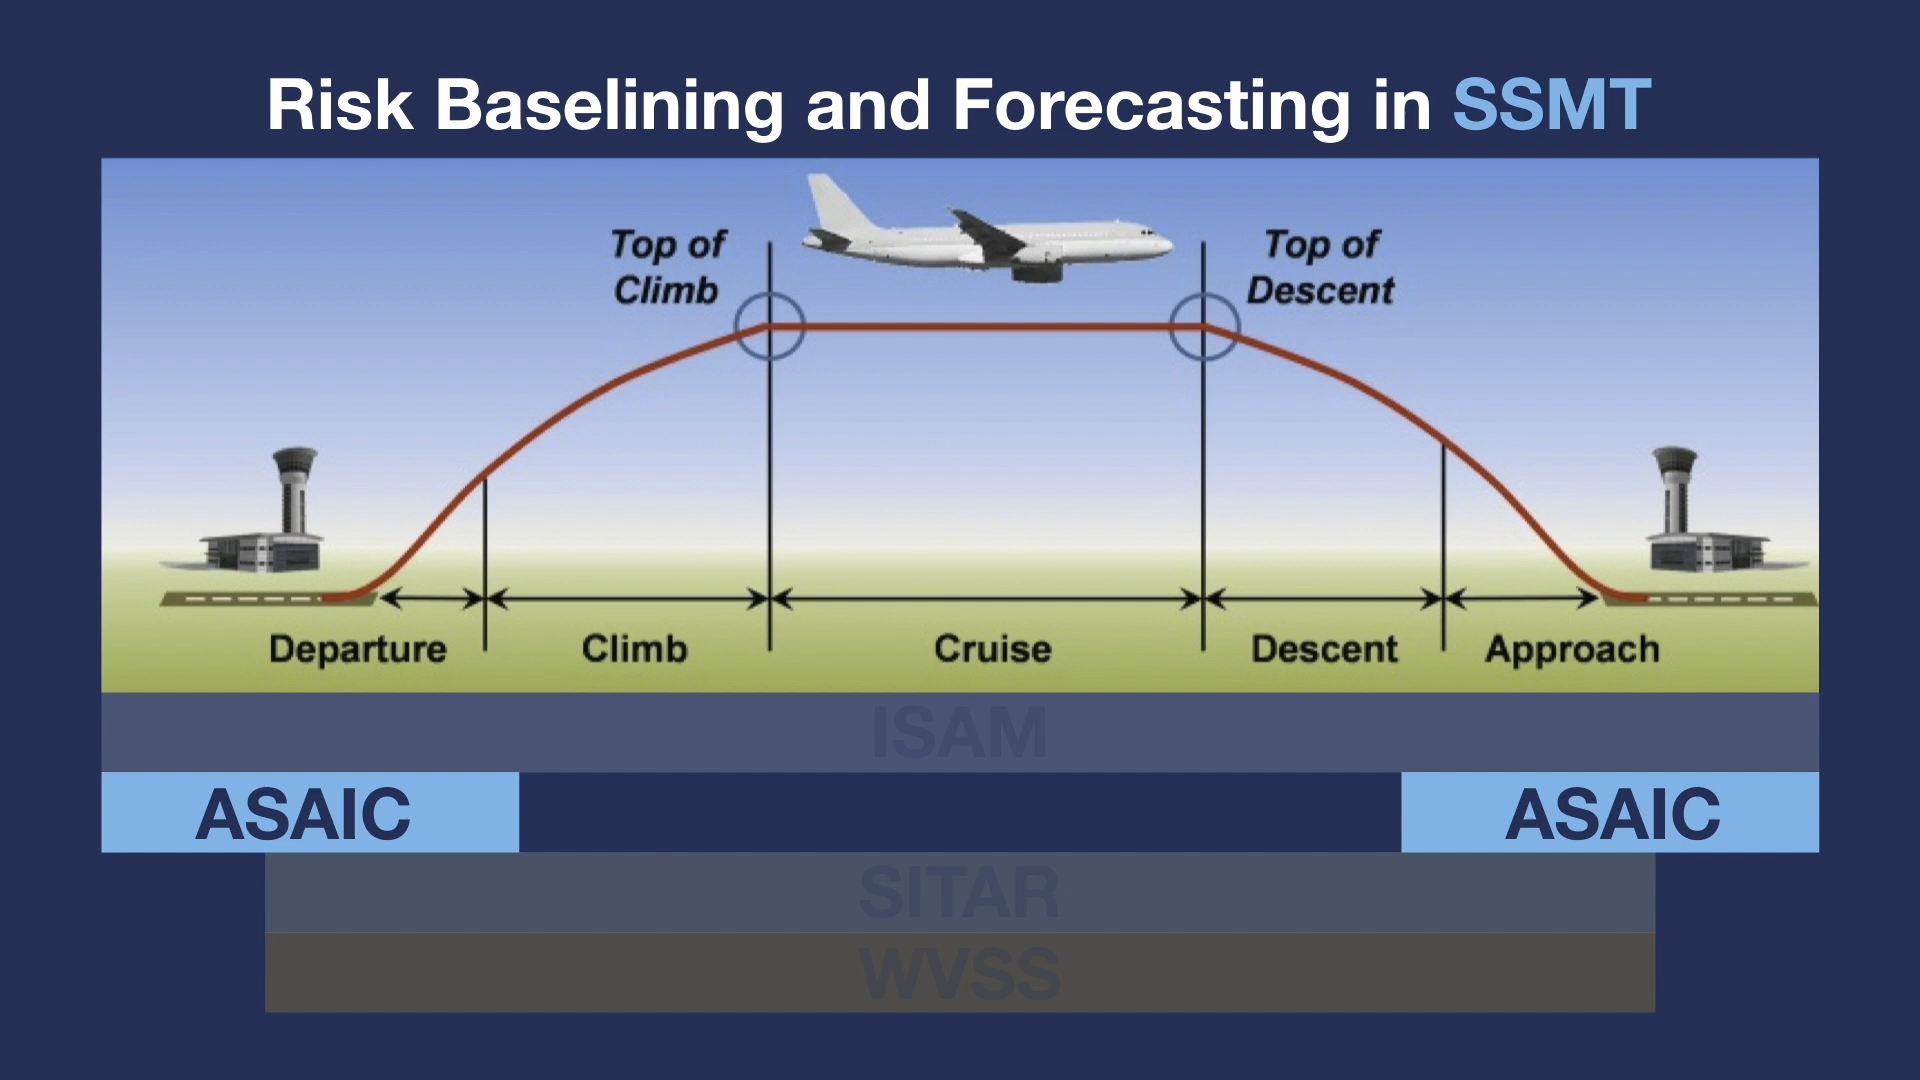 Risk Baselining and Forecasting in SSMT
Top of
Climb
Top of
Descent
Departure
Climb
Cruise
Descent
Approach
ISAM
ASAIC
ASAIC
SITAR
WVSS